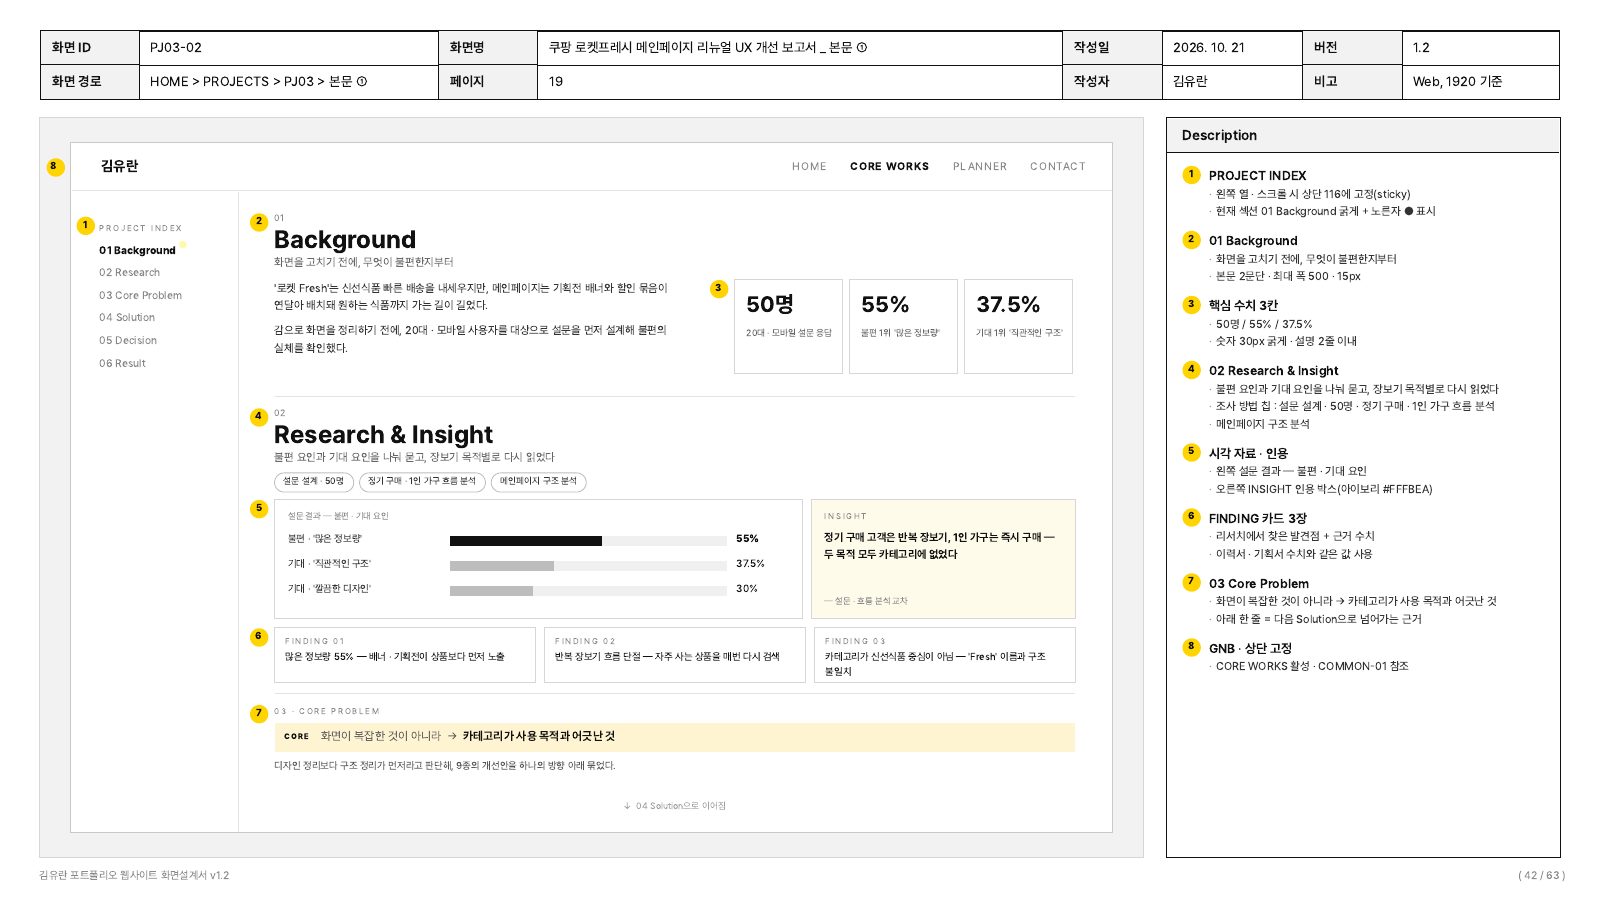 화면 ID PJ03-02 화면명 쿠팡 로켓프레시 메인페이지 리뉴얼 UX 개선 보고서 _ 본문 ① 작성일 2026. 10. 21 버전 1.2
화면 경로 HOME > PROJECTS > PJ03 > 본문 ① 페이지 19 작성자 김유란 비고 Web, 1920 기준
8
김유란
HOME CORE WORKS PLANNER CONTACT
1 PROJECT INDEX
01 Background
02 Research
03 Core Problem
04 Solution
05 Decision
06 Result
2 01
Background
화면을 고치기 전에, 무엇이 불편한지부터
'로켓 Fresh'는 신선식품 빠른 배송을 내세우지만, 메인페이지는 기획전 배너와 할인 묶음이
연달아 배치돼 원하는 식품까지 가는 길이 길었다.
감으로 화면을 정리하기 전에, 20대 · 모바일 사용자를 대상으로 설문을 먼저 설계해 불편의
실체를 확인했다.
3
50명
20대 · 모바일 설문 응답
55%
불편 1위 '많은 정보량'
37.5%
기대 1위 '직관적인 구조'
4 02
Research & Insight
불편 요인과 기대 요인을 나눠 묻고, 장보기 목적별로 다시 읽었다
설문 설계 · 50명 정기 구매 · 1인 가구 흐름 분석 메인페이지 구조 분석
5
설문 결과 — 불편 · 기대 요인
불편 · '많은 정보량' 55%
기대 · '직관적인 구조' 37.5%
기대 · '깔끔한 디자인' 30%
INSIGHT
정기 구매 고객은 반복 장보기, 1인 가구는 즉시 구매 —
두 목적 모두 카테고리에 없었다
— 설문 · 흐름 분석 교차
6
FINDING 01
많은 정보량 55% — 배너 · 기획전이 상품보다 먼저 노출
FINDING 02
반복 장보기 흐름 단절 — 자주 사는 상품을 매번 다시 검색
FINDING 03
카테고리가 신선식품 중심이 아님 — 'Fresh' 이름과 구조
불일치
7 03 · CORE PROBLEM
CORE 화면이 복잡한 것이 아니라 → 카테고리가 사용 목적과 어긋난 것
디자인 정리보다 구조 정리가 먼저라고 판단해, 9종의 개선안을 하나의 방향 아래 묶었다.
↓ 04 Solution으로 이어짐
Description
1 PROJECT INDEX
· 왼쪽 열 · 스크롤 시 상단 116에 고정(sticky)
· 현재 섹션 01 Background 굵게 + 노른자 ● 표시
2 01 Background
· 화면을 고치기 전에, 무엇이 불편한지부터
· 본문 2문단 · 최대 폭 500 · 15px
3 핵심 수치 3칸
· 50명 / 55% / 37.5%
· 숫자 30px 굵게 · 설명 2줄 이내
4 02 Research & Insight
· 불편 요인과 기대 요인을 나눠 묻고, 장보기 목적별로 다시 읽었다
· 조사 방법 칩 : 설문 설계 · 50명 · 정기 구매 · 1인 가구 흐름 분석
· 메인페이지 구조 분석
5 시각 자료 · 인용
· 왼쪽 설문 결과 — 불편 · 기대 요인
· 오른쪽 INSIGHT 인용 박스(아이보리 #FFFBEA)
6 FINDING 카드 3장
· 리서치에서 찾은 발견점 + 근거 수치
· 이력서 · 기획서 수치와 같은 값 사용
7 03 Core Problem
· 화면이 복잡한 것이 아니라 → 카테고리가 사용 목적과 어긋난 것
· 아래 한 줄 = 다음 Solution으로 넘어가는 근거
8 GNB · 상단 고정
· CORE WORKS 활성 · COMMON-01 참조
김유란 포트폴리오 웹사이트 화면설계서 v1.2
( 42 / 63 )